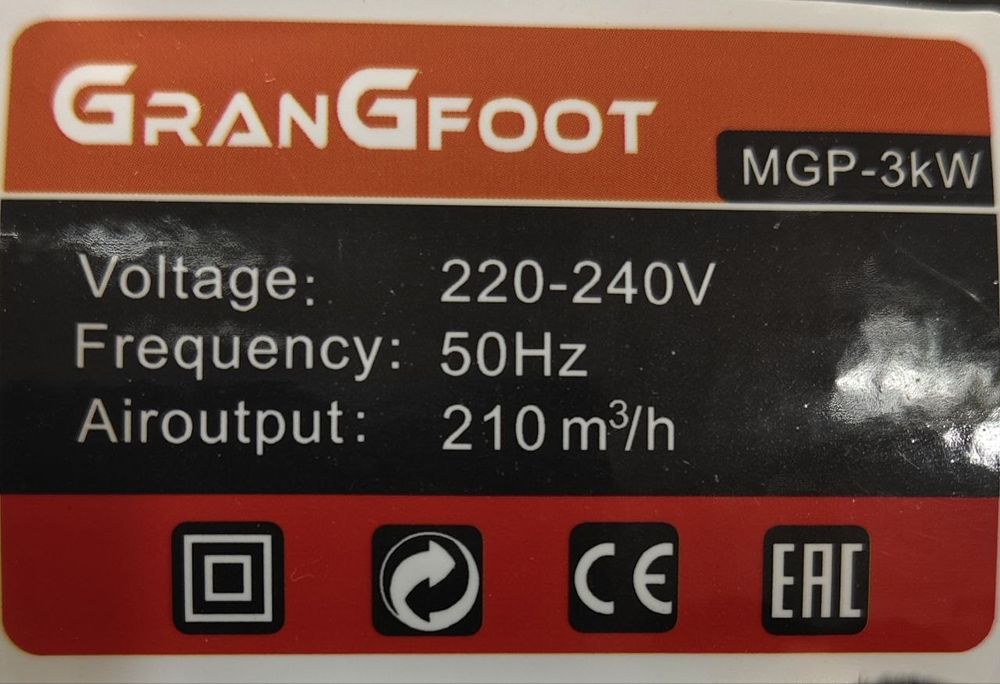 GRANGFOOT
MGP-3kW
Voltage: 220-240V
Frequency: 50Hz
Airoutput: 210 m³/h
CE EAC